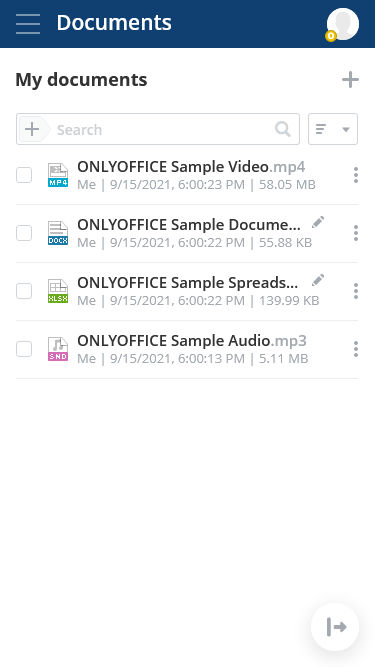 Documents
My documents
Search
ONLYOFFICE Sample Video.mp4
Me | 9/15/2021, 6:00:23 PM | 58.05 MB
MP4
ONLYOFFICE Sample Docume...
Me | 9/15/2021, 6:00:22 PM | 55.88 KB
DOCX
ONLYOFFICE Sample Spreads...
Me | 9/15/2021, 6:00:22 PM | 139.99 KB
XLSX
ONLYOFFICE Sample Audio.mp3
Me | 9/15/2021, 6:00:13 PM | 5.11 MB
SND